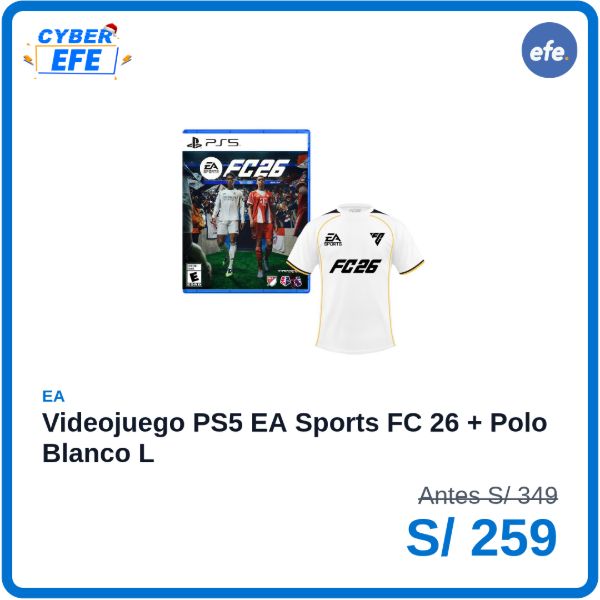 CYBER
EFE
efe.
PS5
EA
SPORTS
FC26
E
EA
SPORTS
FC26
EA
Videojuego PS5 EA Sports FC 26 + Polo
Blanco L
Antes S/ 349
S/ 259